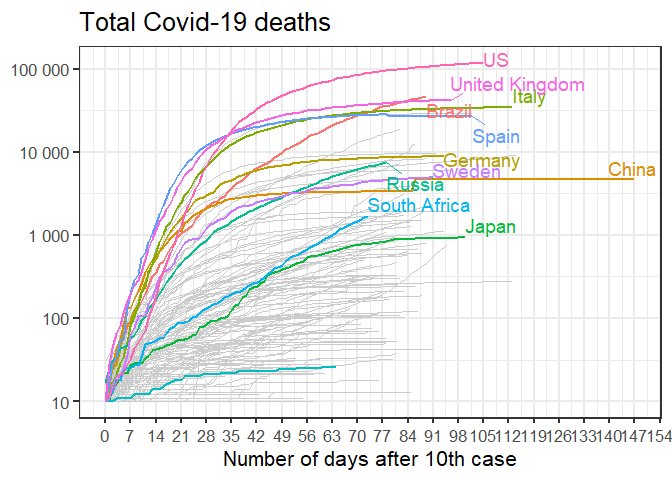 Total Covid-19 deaths
100 000
10 000
1 000
100
10
US
United Kingdom
Italy
Brazil
Spain
Germany
China
Sweden
Russia
South Africa
Japan
0 7 14 21 28 35 42 49 56 63 70 77 84 91 98 105 112 119 126 133 140 147 154
Number of days after 10th case